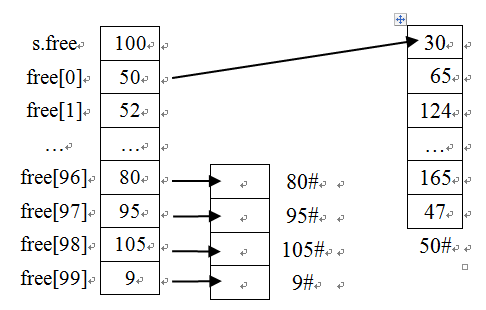 s.free 100 30
free[0] 50 65
free[1] 52 124
… … …
free[96] 80 80# 165
free[97] 95 95# 47
free[98] 105 105# 50#
free[99] 9 9#